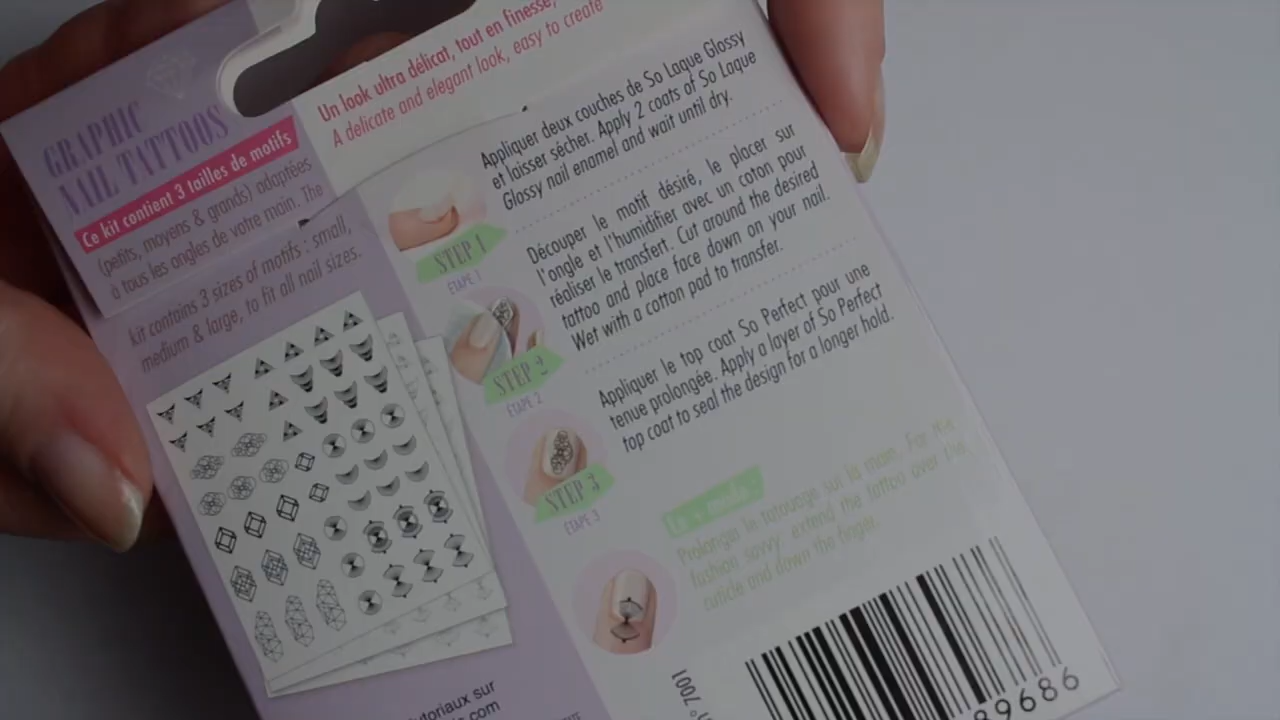 GRAPHIC
NAIL TATTOOS
Ce kit contient 3 tailles de motifs
(petits, moyens & grands) adaptées
à tous les ongles de votre main. The
kit contains 3 sizes of motifs : small,
medium & large, to fit all nail sizes.
Un look ultra délicat, tout en finesse,
A delicate and elegant look, easy to create
Appliquer deux couches de So Laque Glossy
et laisser sécher. Apply 2 coats of So Laque
Glossy nail enamel and wait until dry.
STEP 1
ETAPE 1
Découper le motif désiré, le placer sur
l'ongle et l'humidifier avec un coton pour
réaliser le transfert. Cut around the desired
tattoo and place face down on your nail.
Wet with a cotton pad to transfer.
STEP 2
ETAPE 2
Appliquer le top coat So Perfect pour une
tenue prolongée. Apply a layer of So Perfect
top coat to seal the design for a longer hold.
STEP 3
ETAPE 3
Le + mode
Prolonger le tatouage sur la main. For the
fashion savvy, extend the tattoo over the
cuticle and down the finger.
utoriaux sur
.com
n° 7001
89686